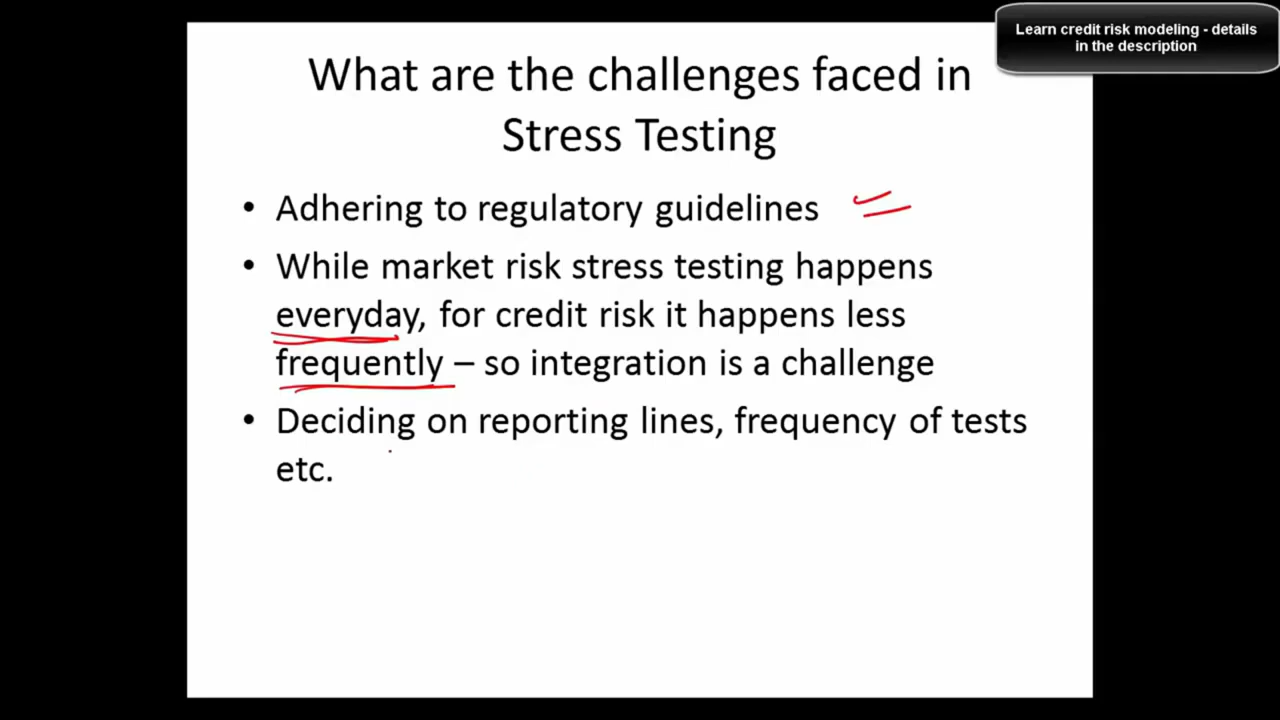 Learn credit risk modeling - details
in the description
What are the challenges faced in
Stress Testing
• Adhering to regulatory guidelines
• While market risk stress testing happens
everyday, for credit risk it happens less
frequently – so integration is a challenge
• Deciding on reporting lines, frequency of tests
etc.